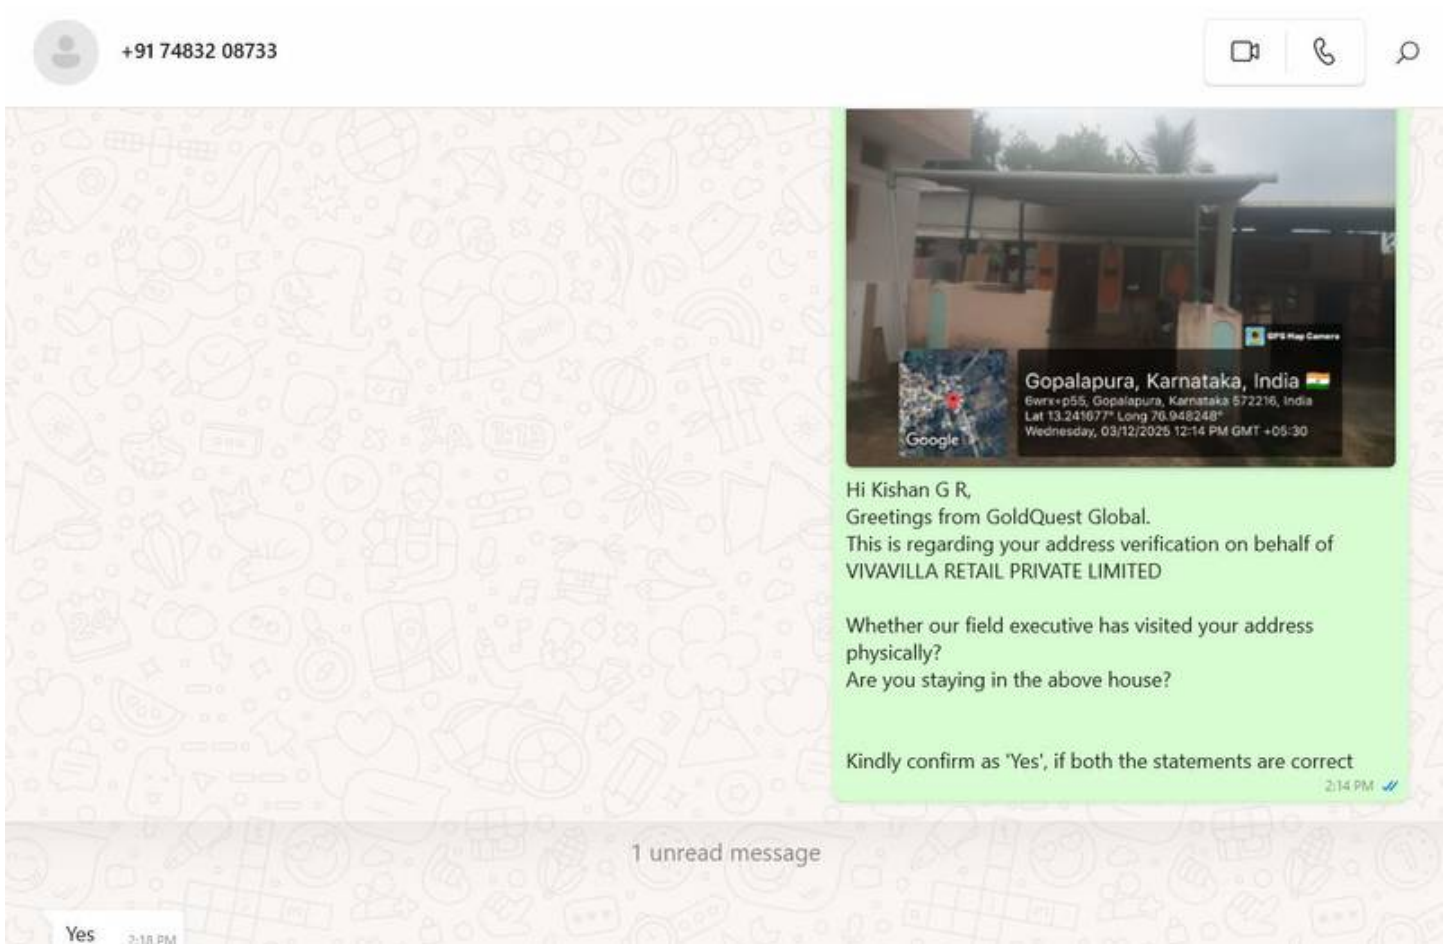 +91 74832 08733
GPS Map Camera
Gopalapura, Karnataka, India
6wrx+p55, Gopalapura, Karnataka 572216, India
Lat 13.241677° Long 76.948248°
Wednesday, 03/12/2025 12:14 PM GMT +05:30
Google
Hi Kishan G R,
Greetings from GoldQuest Global.
This is regarding your address verification on behalf of
VIVAVILLA RETAIL PRIVATE LIMITED
Whether our field executive has visited your address
physically?
Are you staying in the above house?
Kindly confirm as 'Yes', if both the statements are correct
2:14 PM
1 unread message
Yes 2:18 PM